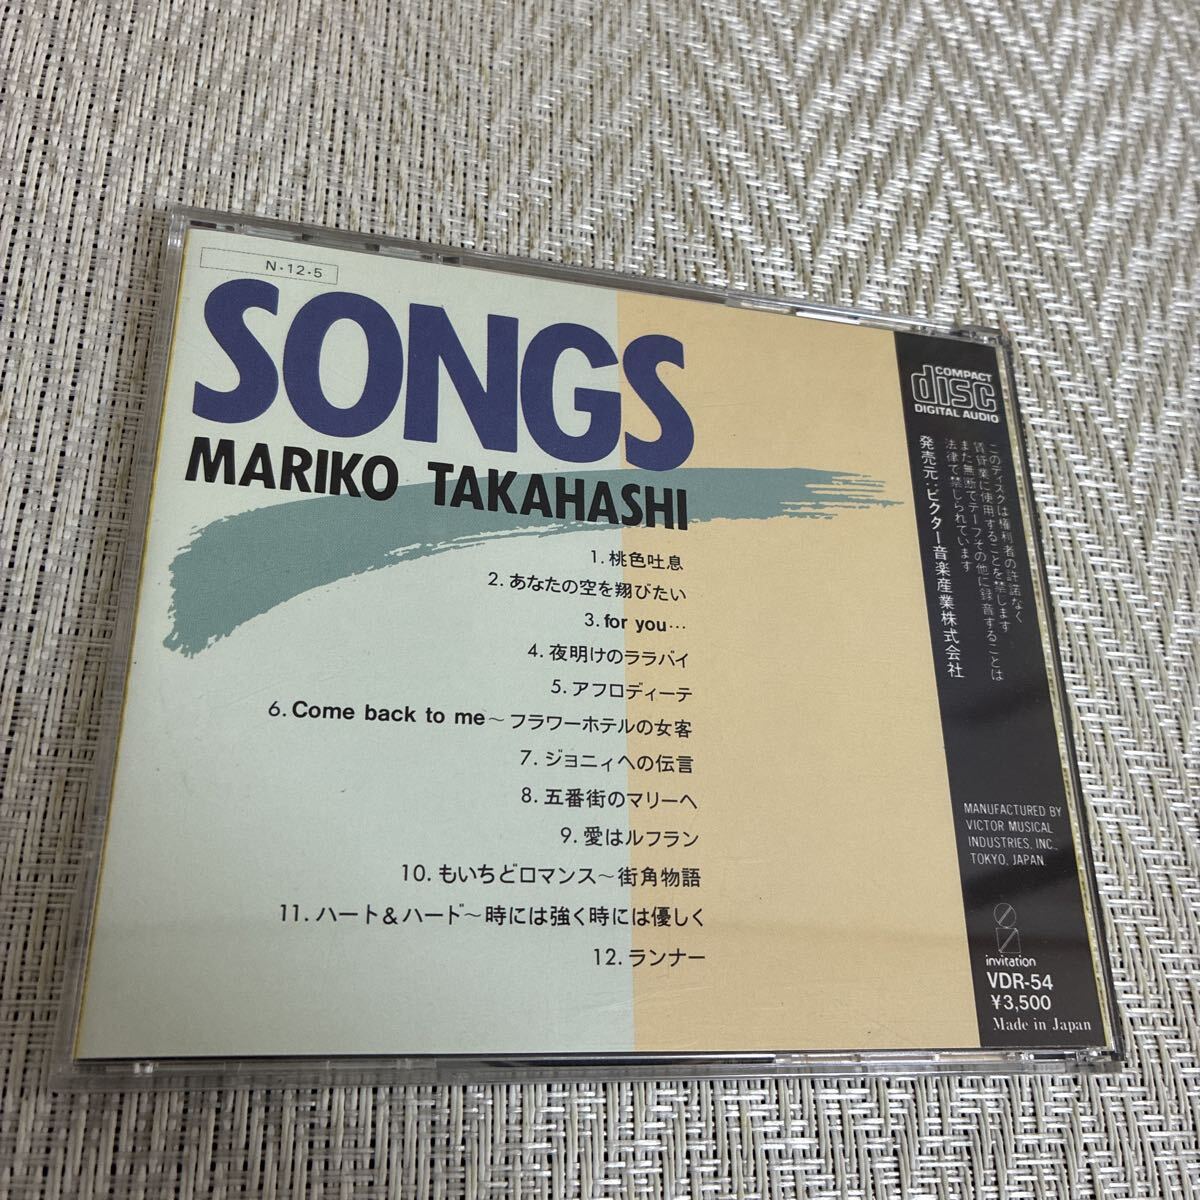 N・12・5
SONGS
MARIKO TAKAHASHI
1. 桃色吐息
2. あなたの空を翔びたい
3. for you…
4. 夜明けのララバイ
5. アフロディーテ
6. Come back to me～フラワーホテルの女客
7. ジョニィへの伝言
8. 五番街のマリーへ
9. 愛はルフラン
10. もいちどロマンス～街角物語
11. ハート＆ハード～時には強く時には優しく
12. ランナー
COMPACT
disc
DIGITAL AUDIO
このディスクは権利者の許諾なく
賃貸業に使用することを禁じます
また無断でテープその他に録音することは
法律で禁じられています
発売元：ビクター音楽産業株式会社
MANUFACTURED BY
VICTOR MUSICAL
INDUSTRIES, INC.,
TOKYO, JAPAN.
invitation
VDR-54
¥3,500
Made in Japan